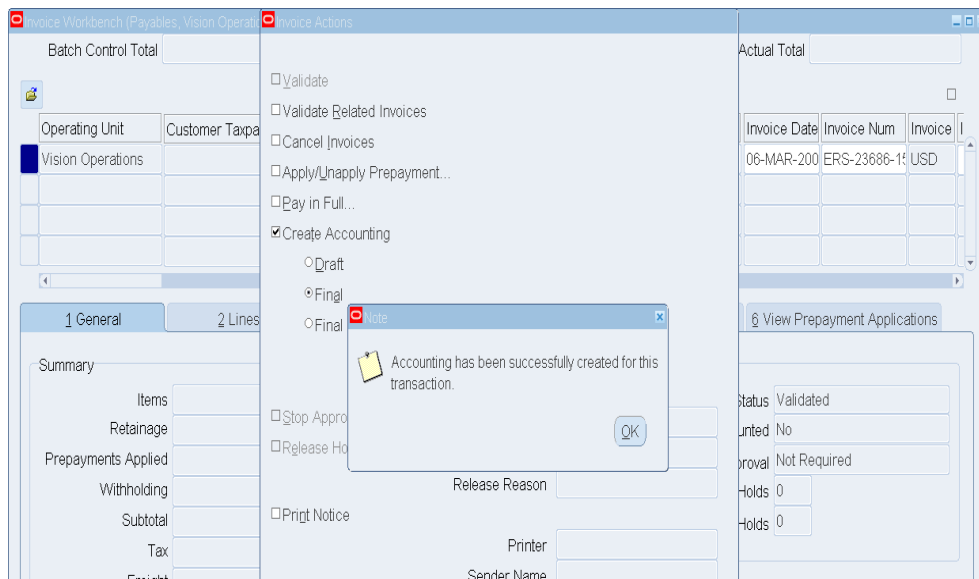 Invoice Workbench (Payables, Vision Operati
Invoice Actions
Batch Control Total
Actual Total
Validate
Validate Related Invoices
Cancel Invoices
Apply/Unapply Prepayment...
Pay in Full...
Create Accounting
Draft
Final
Final
Operating Unit
Customer Taxpa
Invoice Date
Invoice Num
Invoice
Vision Operations
06-MAR-200
ERS-23686-15
USD
1 General
2 Lines
6 View Prepayment Applications
Note
Accounting has been successfully created for this
transaction.
OK
Summary
Items
Retainage
Prepayments Applied
Withholding
Subtotal
Tax
Freight
Stop Appro
Release Ho
Release Reason
Print Notice
Printer
Sender Name
Status Validated
unted No
proval Not Required
Holds 0
Holds 0